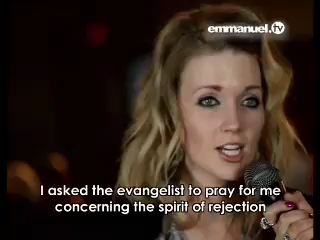 emmanuel.tv
I asked the evangelist to pray for me
concerning the spirit of rejection